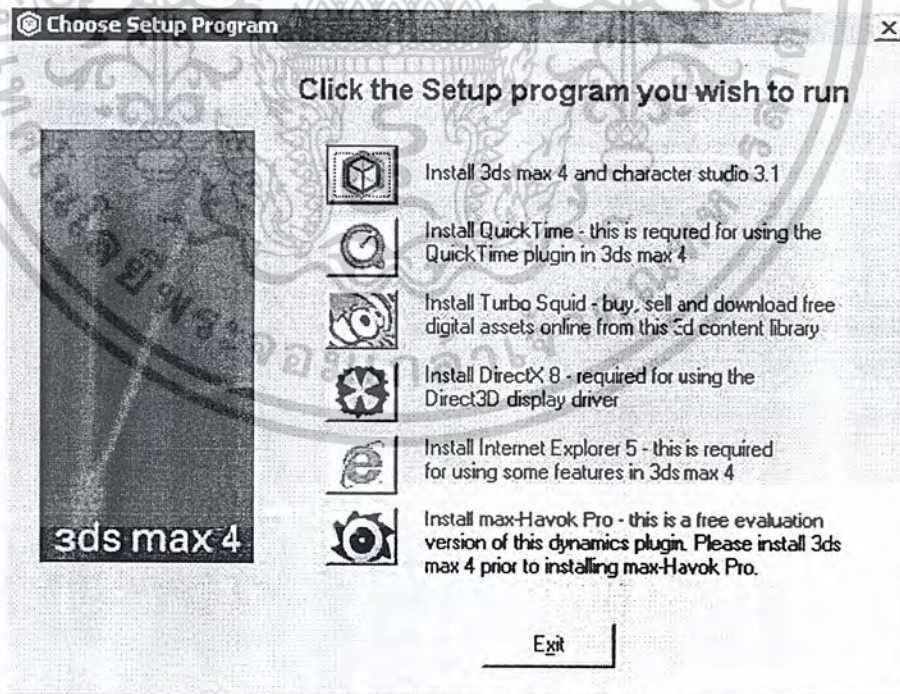 Choose Setup Program
Click the Setup program you wish to run
Install 3ds max 4 and character studio 3.1
Install QuickTime - this is requred for using the
QuickTime plugin in 3ds max 4
Install Turbo Squid - buy, sell and download free
digital assets online from this 3d content library
Install DirectX 8 - required for using the
Direct3D display driver
Install Internet Explorer 5 - this is required
for using some features in 3ds max 4
Install max-Havok Pro - this is a free evaluation
version of this dynamics plugin. Please install 3ds
max 4 prior to installing max-Havok Pro.
3ds max 4
Exit